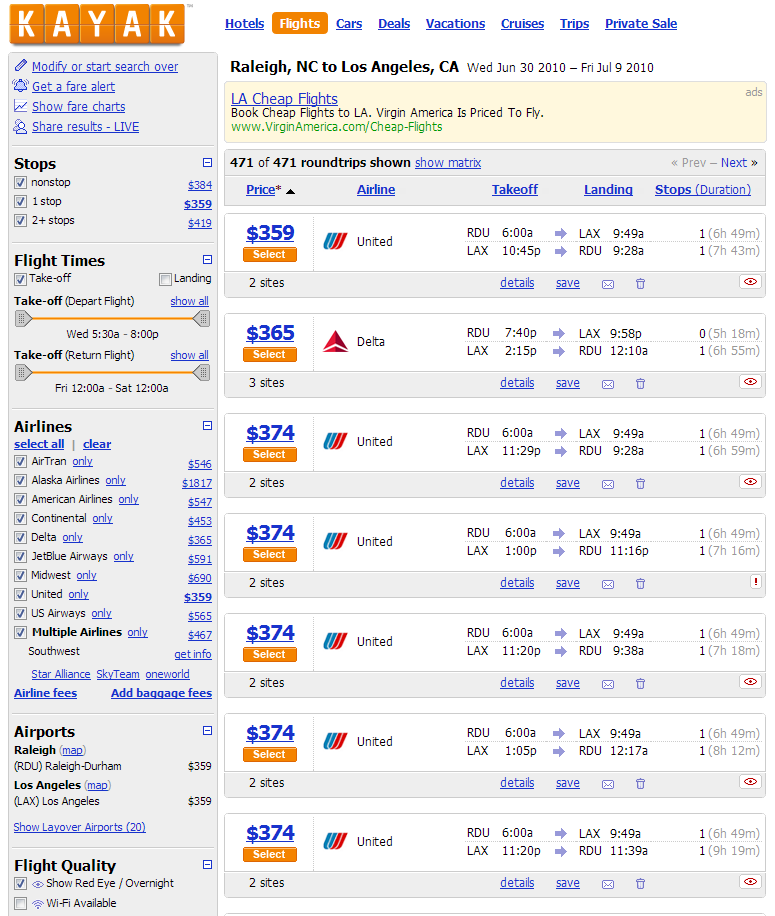 KAYAK™
Hotels Flights Cars Deals Vacations Cruises Trips Private Sale
Modify or start search over
Get a fare alert
Show fare charts
Share results - LIVE
Stops
nonstop $384
1 stop $359
2+ stops $419
Flight Times
Take-off Landing
Take-off (Depart Flight) show all
Wed 5:30a - 8:00p
Take-off (Return Flight) show all
Fri 12:00a - Sat 12:00a
Airlines
select all | clear
AirTran only $546
Alaska Airlines only $1817
American Airlines only $547
Continental only $453
Delta only $365
JetBlue Airways only $591
Midwest only $690
United only $359
US Airways only $565
Multiple Airlines only $467
Southwest get info
Star Alliance SkyTeam oneworld
Airline fees Add baggage fees
Airports
Raleigh (map)
(RDU) Raleigh-Durham $359
Los Angeles (map)
(LAX) Los Angeles $359
Show Layover Airports (20)
Flight Quality
Show Red Eye / Overnight
Wi-Fi Available
Raleigh, NC to Los Angeles, CA Wed Jun 30 2010 – Fri Jul 9 2010
ads
LA Cheap Flights
Book Cheap Flights to LA. Virgin America Is Priced To Fly.
www.VirginAmerica.com/Cheap-Flights
471 of 471 roundtrips shown show matrix « Prev – Next »
Price* Airline Takeoff Landing Stops (Duration)
$359 Select United
RDU 6:00a LAX 9:49a 1 (6h 49m)
LAX 10:45p RDU 9:28a 1 (7h 43m)
2 sites details save
$365 Select Delta
RDU 7:40p LAX 9:58p 0 (5h 18m)
LAX 2:15p RDU 12:10a 1 (6h 55m)
3 sites details save
$374 Select United
RDU 6:00a LAX 9:49a 1 (6h 49m)
LAX 11:29p RDU 9:28a 1 (6h 59m)
2 sites details save
$374 Select United
RDU 6:00a LAX 9:49a 1 (6h 49m)
LAX 1:00p RDU 11:16p 1 (7h 16m)
2 sites details save !
$374 Select United
RDU 6:00a LAX 9:49a 1 (6h 49m)
LAX 11:20p RDU 9:38a 1 (7h 18m)
2 sites details save
$374 Select United
RDU 6:00a LAX 9:49a 1 (6h 49m)
LAX 1:05p RDU 12:17a 1 (8h 12m)
2 sites details save
$374 Select United
RDU 6:00a LAX 9:49a 1 (6h 49m)
LAX 11:20p RDU 11:39a 1 (9h 19m)
2 sites details save